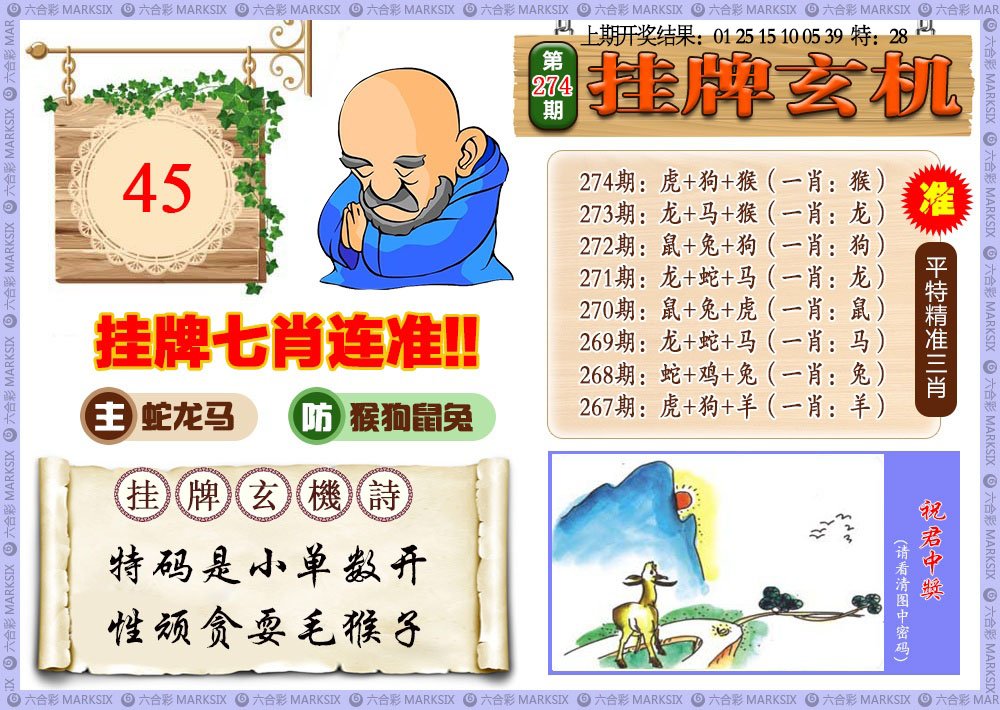 上期开奖结果：01 25 15 10 05 39 特：28
第
274
期
挂牌玄机
45
274期：虎+狗+猴（一肖：猴）
273期：龙+马+猴（一肖：龙）
272期：鼠+兔+狗（一肖：狗）
271期：龙+蛇+马（一肖：龙）
270期：鼠+兔+虎（一肖：鼠）
269期：龙+蛇+马（一肖：马）
268期：蛇+鸡+兔（一肖：兔）
267期：虎+狗+羊（一肖：羊）
准
平特精准三肖
挂牌七肖连准!!
主 蛇龙马
防 猴狗鼠兔
挂牌玄機詩
特码是小单数开
性顽贪耍毛猴子
祝君中獎
（请看清图中密码）
六合彩 MARKSIX